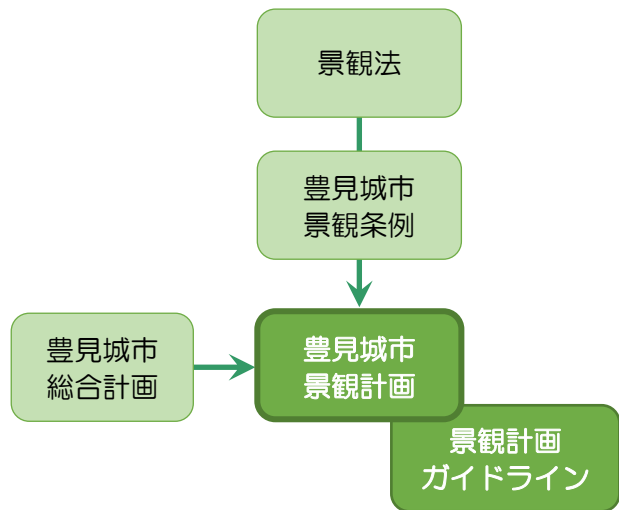 景観法
豊見城市
景観条例
豊見城市
総合計画
豊見城市
景観計画
景観計画
ガイドライン